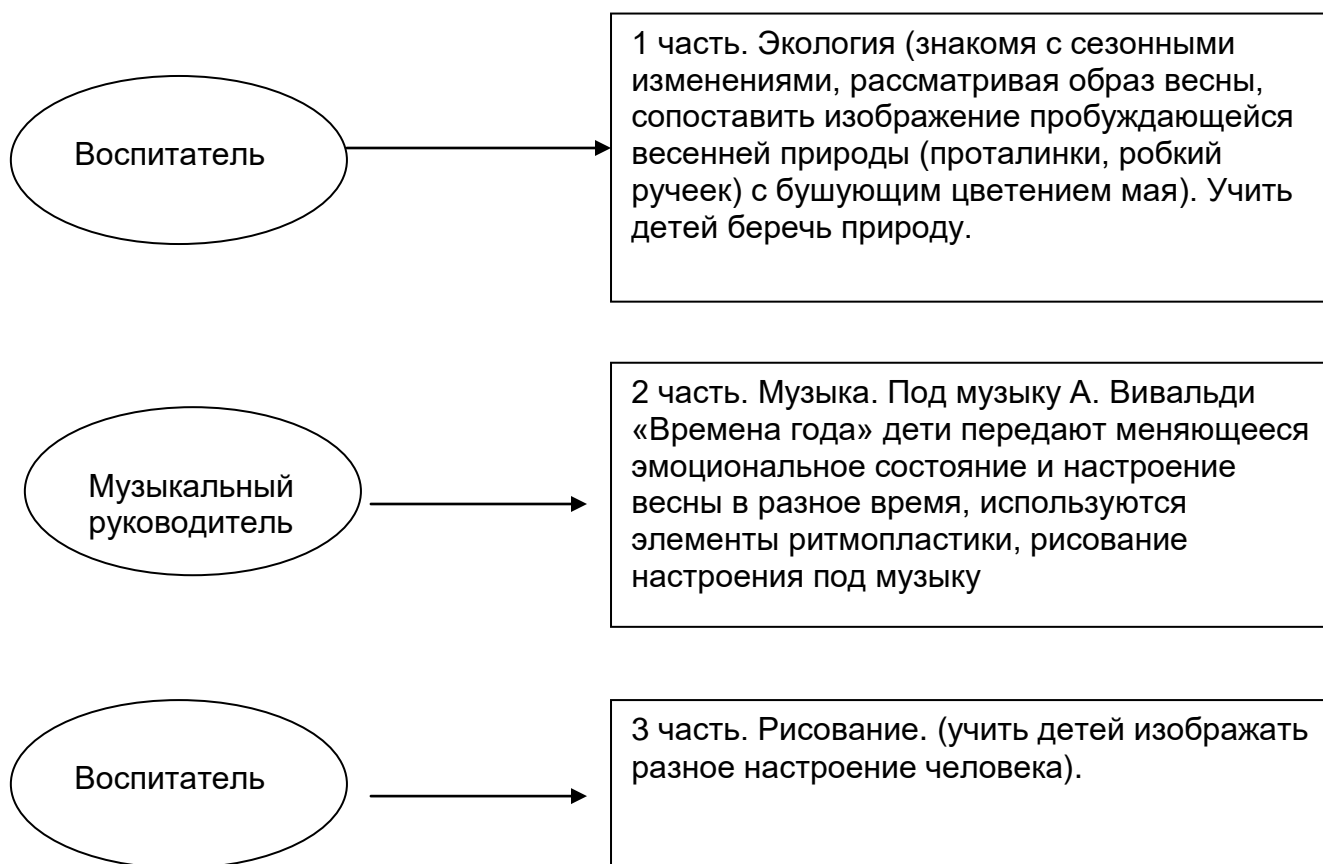 Воспитатель
1 часть. Экология (знакомя с сезонными
изменениями, рассматривая образ весны,
сопоставить изображение пробуждающейся
весенней природы (проталинки, робкий
ручеек) с бушующим цветением мая). Учить
детей беречь природу.
Музыкальный
руководитель
2 часть. Музыка. Под музыку А. Вивальди
«Времена года» дети передают меняющееся
эмоциональное состояние и настроение
весны в разное время, используются
элементы ритмопластики, рисование
настроения под музыку
Воспитатель
3 часть. Рисование. (учить детей изображать
разное настроение человека).